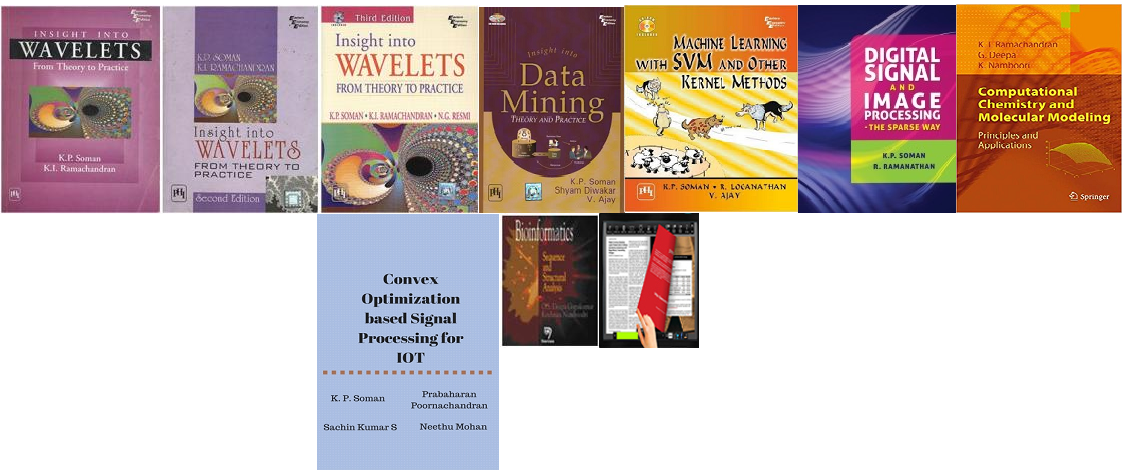 INSIGHT INTO
WAVELETS
From Theory to Practice
K.P. Soman
K.I. Ramachandran
K.P. SOMAN
K.I. RAMACHANDRAN
Insight into
WAVELETS
FROM THEORY TO
PRACTICE
Second Edition
Third Edition
Insight into
WAVELETS
FROM THEORY TO PRACTICE
K.P. SOMAN • K.I. RAMACHANDRAN • N.G. RESMI
Insight into
Data
Mining
THEORY AND PRACTICE
K.P. Soman
Shyam Diwakar
V. Ajay
MACHINE LEARNING
WITH SVM AND OTHER
KERNEL METHODS
K.P. SOMAN • R. LOGANATHAN
V. AJAY
DIGITAL
SIGNAL
AND
IMAGE
PROCESSING
- THE SPARSE WAY
K.P. SOMAN
R. RAMANATHAN
K. I. Ramachandran
G. Deepa
K. Namboori
Computational
Chemistry and
Molecular Modeling
Principles and
Applications
Springer
Convex
Optimization
based Signal
Processing for
IOT
K. P. Soman
Prabaharan
Poornachandran
Sachin Kumar S
Neethu Mohan
Bioinformatics
Sequence
and
Structural
Analysis